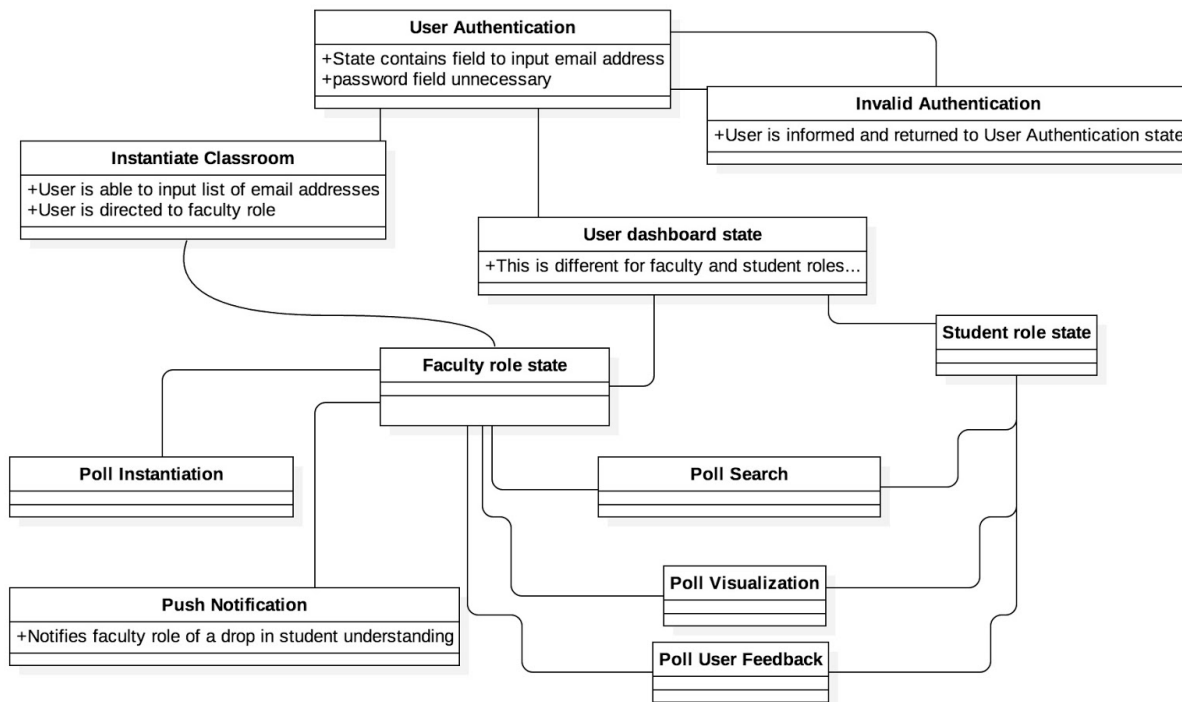 User Authentication
+State contains field to input email address
+password field unnecessary
Invalid Authentication
+User is informed and returned to User Authentication state
Instantiate Classroom
+User is able to input list of email addresses
+User is directed to faculty role
User dashboard state
+This is different for faculty and student roles...
Student role state
Faculty role state
Poll Instantiation
Poll Search
Poll Visualization
Push Notification
+Notifies faculty role of a drop in student understanding
Poll User Feedback